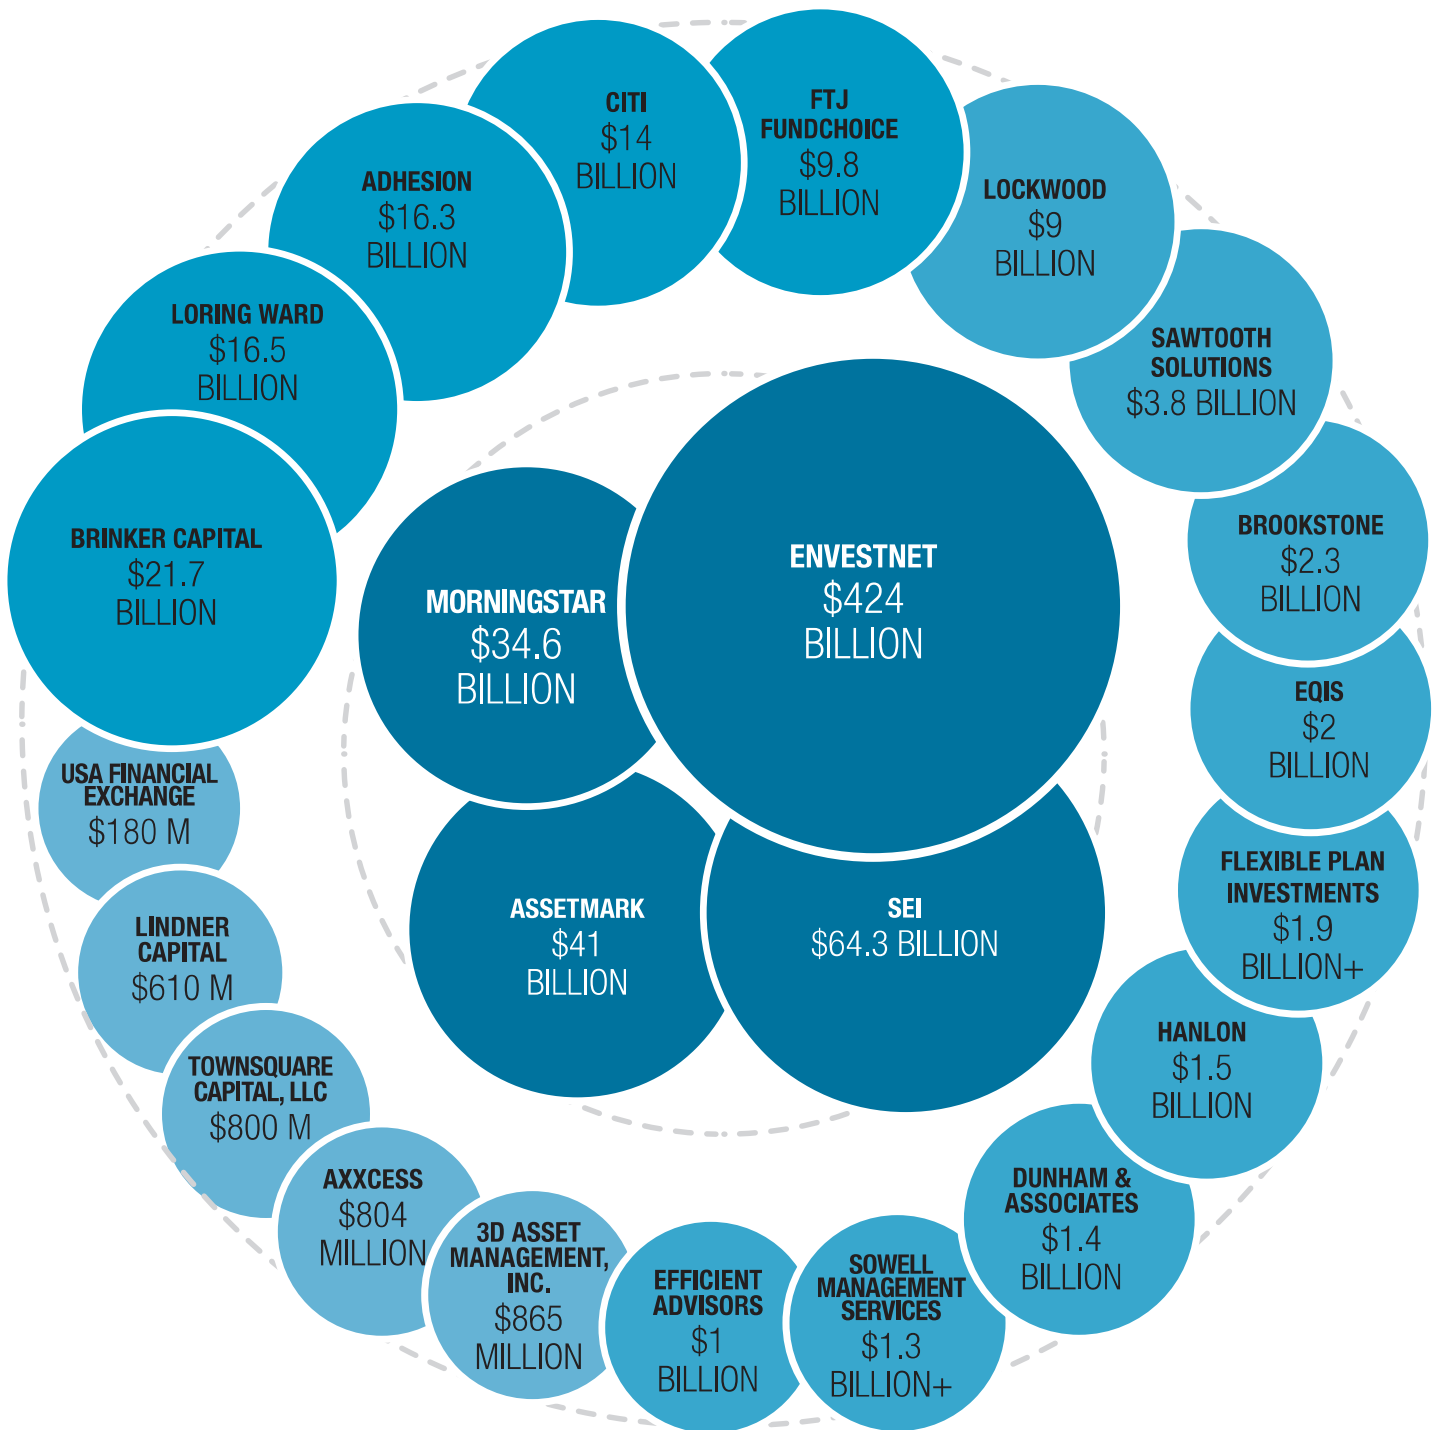 CITI
$14
BILLION
FTJ
FUNDCHOICE
$9.8
BILLION
LOCKWOOD
$9
BILLION
SAWTOOTH
SOLUTIONS
$3.8 BILLION
BROOKSTONE
$2.3
BILLION
EQIS
$2
BILLION
FLEXIBLE PLAN
INVESTMENTS
$1.9
BILLION+
HANLON
$1.5
BILLION
DUNHAM &
ASSOCIATES
$1.4
BILLION
SOWELL
MANAGEMENT
SERVICES
$1.3
BILLION+
EFFICIENT
ADVISORS
$1
BILLION
3D ASSET
MANAGEMENT,
INC.
$865
MILLION
AXXCESS
$804
MILLION
TOWNSQUARE
CAPITAL, LLC
$800 M
LINDNER
CAPITAL
$610 M
USA FINANCIAL
EXCHANGE
$180 M
BRINKER CAPITAL
$21.7
BILLION
LORING WARD
$16.5
BILLION
ADHESION
$16.3
BILLION
ENVESTNET
$424
BILLION
SEI
$64.3 BILLION
ASSETMARK
$41
BILLION
MORNINGSTAR
$34.6
BILLION